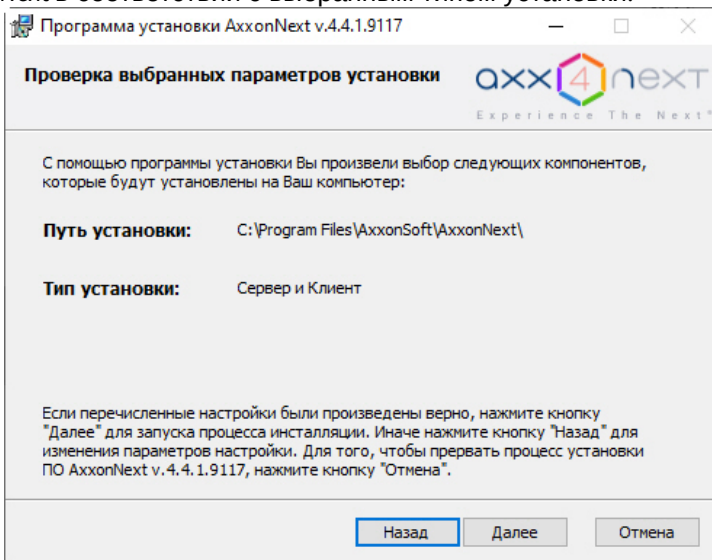 в соответствии с выбранным типом установки.
Программа установки AxxonNext v.4.4.1.9117
Проверка выбранных параметров установки
axx4next
Experience The Next
С помощью программы установки Вы произвели выбор следующих компонентов,
которые будут установлены на Ваш компьютер:
Путь установки: C:\Program Files\AxxonSoft\AxxonNext\
Тип установки: Сервер и Клиент
Если перечисленные настройки были произведены верно, нажмите кнопку
"Далее" для запуска процесса инсталляции. Иначе нажмите кнопку "Назад" для
изменения параметров настройки. Для того, чтобы прервать процесс установки
ПО AxxonNext v.4.4.1.9117, нажмите кнопку "Отмена".
Назад Далее Отмена